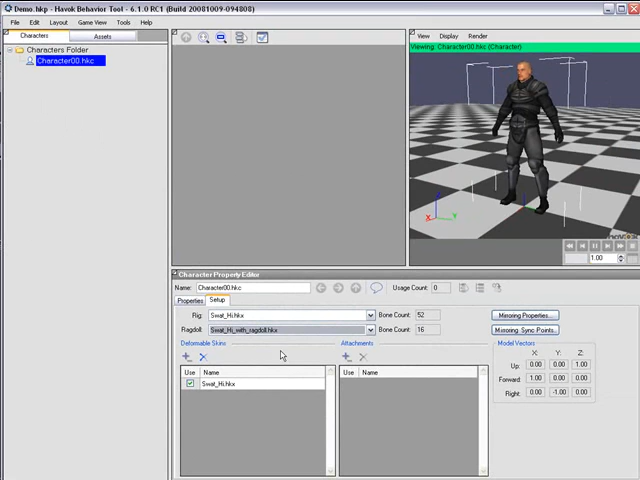 Demo.hkp - Havok Behavior Tool - 6.1.0 RC1 (Build 20081009-094808)
File Edit Layout Game View Tools Help
Characters Assets
Characters Folder
Character00.hkc
View Display Render
Viewing: Character00.hkc (Character)
X Y Z
1.00
Character Property Editor
Name: Character00.hkc Usage Count: 0
Properties Setup
Rig: Swat_Hi.hkx Bone Count: 52 Mirroring Properties...
Ragdoll: Swat_Hi_with_ragdoll.hkx Bone Count: 16 Mirroring Sync Points...
Deformable Skins Attachments Model Vectors
X: Y: Z:
Up: 0.00 0.00 1.00
Forward: 1.00 0.00 0.00
Right: 0.00 -1.00 0.00
Use Name Use Name
Swat_Hi.hkx